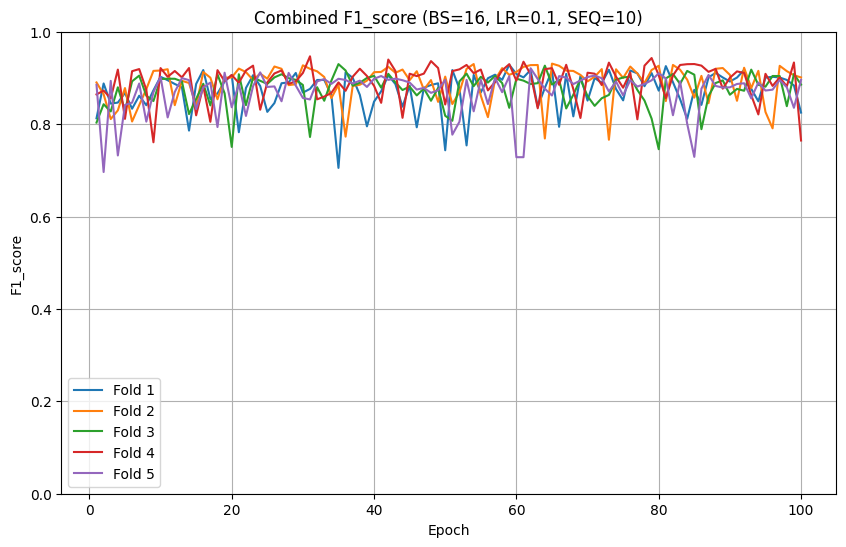 Combined F1_score (BS=16, LR=0.1, SEQ=10)
F1_score
1.0
0.8
0.6
0.4
0.2
0.0
Fold 1
Fold 2
Fold 3
Fold 4
Fold 5
0 20 40 60 80 100
Epoch